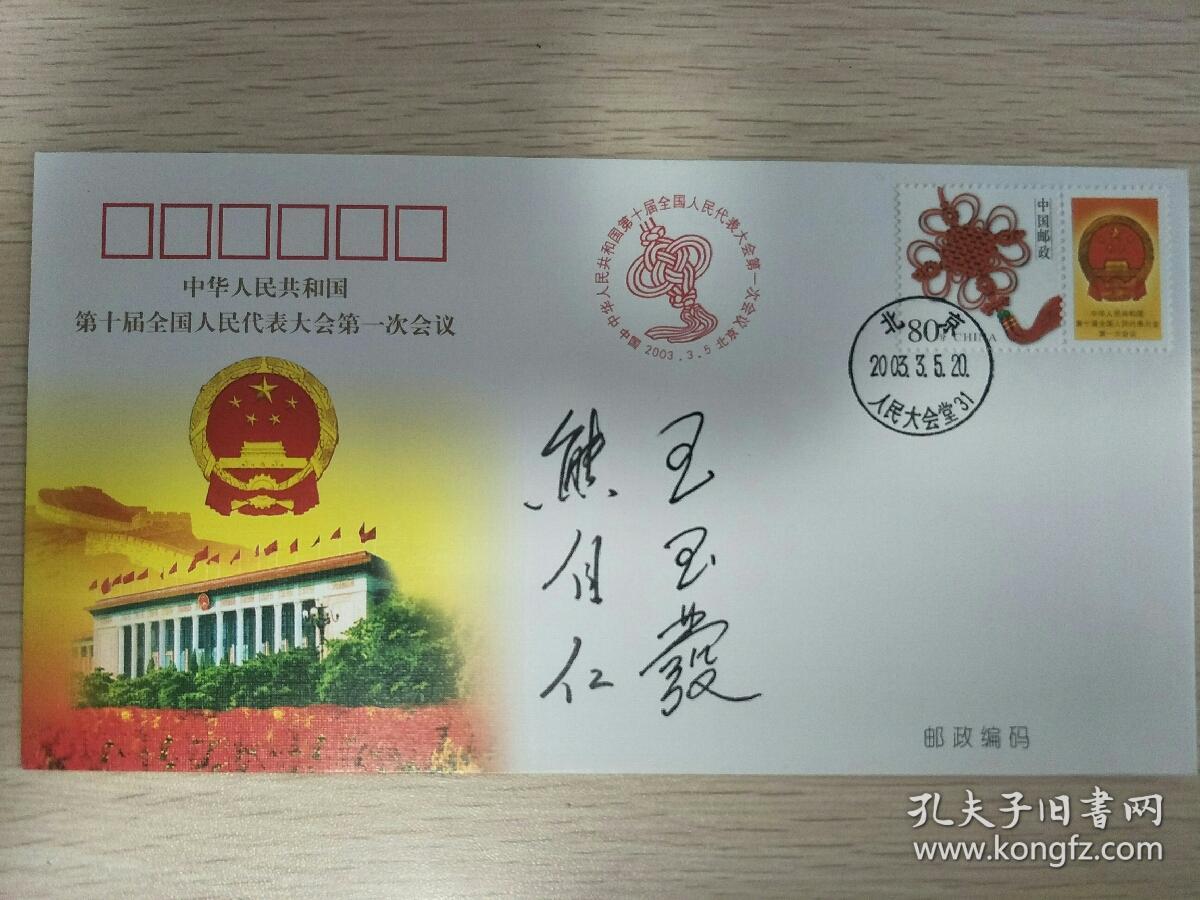 中华人民共和国
第十届全国人民代表大会第一次会议
中华人民共和国第十届全国人民代表大会第一次会议
中国 2003.3.5 北京
中国邮政
80分 CHINA
中华人民共和国
第十届全国人民代表大会
第一次会议
北京
2003.3.5.20.
人民大会堂31
熊自仁
王玉發
邮政编码
孔夫子旧书网
www.kongfz.com